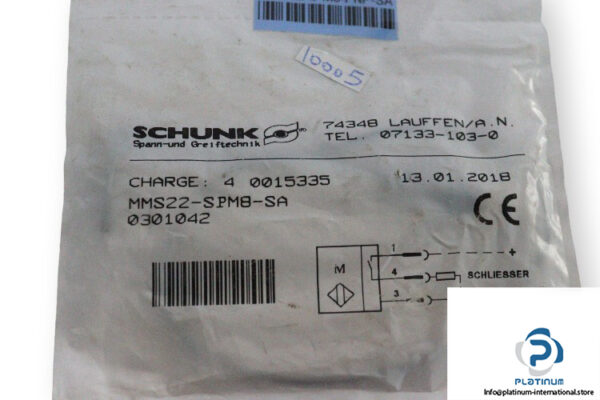 10005
SCHUNK
Spann-und Greiftechnik
74348 LAUFFEN/A.N.
TEL. 07133-103-0
CHARGE: 4 0015335
13.01.2018
MMS22-SPM8-SA
0301042
CE
M
1
+
4
SCHLIESSER
3
P
PLATINUM
Info@platinum-international.store